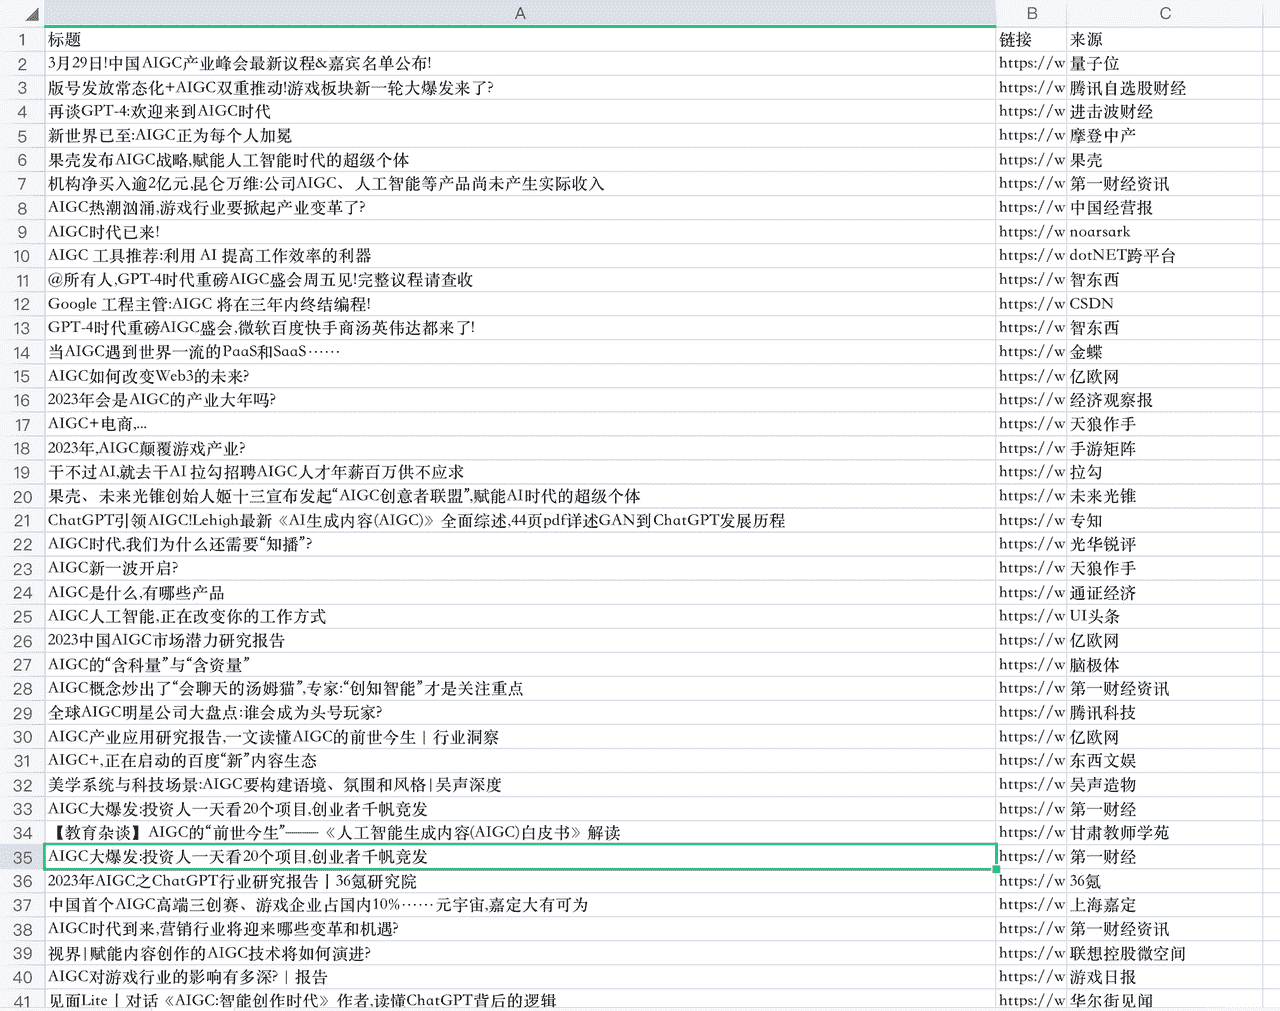 A B C
1 标题 链接 来源
2 3月29日!中国AIGC产业峰会最新议程&嘉宾名单公布! https://w 量子位
3 版号发放常态化+AIGC双重推动!游戏板块新一轮大爆发来了? https://w 腾讯自选股财经
4 再谈GPT-4:欢迎来到AIGC时代 https://w 进击波财经
5 新世界已至:AIGC正为每个人加冕 https://w 摩登中产
6 果壳发布AIGC战略,赋能人工智能时代的超级个体 https://w 果壳
7 机构净买入逾2亿元,昆仑万维:公司AIGC、人工智能等产品尚未产生实际收入 https://w 第一财经资讯
8 AIGC热潮汹涌,游戏行业要掀起产业变革了? https://w 中国经营报
9 AIGC时代已来! https://w noarsark
10 AIGC 工具推荐:利用 AI 提高工作效率的利器 https://w dotNET跨平台
11 @所有人,GPT-4时代重磅AIGC盛会周五见!完整议程请查收 https://w 智东西
12 Google 工程主管:AIGC 将在三年内终结编程! https://w CSDN
13 GPT-4时代重磅AIGC盛会,微软百度快手商汤英伟达都来了! https://w 智东西
14 当AIGC遇到世界一流的PaaS和SaaS…… https://w 金蝶
15 AIGC如何改变Web3的未来? https://w 亿欧网
16 2023年会是AIGC的产业大年吗? https://w 经济观察报
17 AIGC+电商,... https://w 天狼作手
18 2023年,AIGC颠覆游戏产业? https://w 手游矩阵
19 干不过AI,就去干AI 拉勾招聘AIGC人才年薪百万供不应求 https://w 拉勾
20 果壳、未来光锥创始人姬十三宣布发起“AIGC创意者联盟”,赋能AI时代的超级个体 https://w 未来光锥
21 ChatGPT引领AIGC!Lehigh最新《AI生成内容(AIGC)》全面综述,44页pdf详述GAN到ChatGPT发展历程 https://w 专知
22 AIGC时代,我们为什么还需要“知播”? https://w 光华锐评
23 AIGC新一波开启? https://w 天狼作手
24 AIGC是什么,有哪些产品 https://w 通证经济
25 AIGC人工智能,正在改变你的工作方式 https://w UI头条
26 2023中国AIGC市场潜力研究报告 https://w 亿欧网
27 AIGC的“含科量”与“含资量” https://w 脑极体
28 AIGC概念炒出了“会聊天的汤姆猫”,专家:“创知智能”才是关注重点 https://w 第一财经资讯
29 全球AIGC明星公司大盘点:谁会成为头号玩家? https://w 腾讯科技
30 AIGC产业应用研究报告,一文读懂AIGC的前世今生丨行业洞察 https://w 亿欧网
31 AIGC+,正在启动的百度“新”内容生态 https://w 东西文娱
32 美学系统与科技场景:AIGC要构建语境、氛围和风格|吴声深度 https://w 吴声造物
33 AIGC大爆发:投资人一天看20个项目,创业者千帆竞发 https://w 第一财经
34 【教育杂谈】AIGC的“前世今生”——《人工智能生成内容(AIGC)白皮书》解读 https://w 甘肃教师学苑
35 AIGC大爆发:投资人一天看20个项目,创业者千帆竞发 https://w 第一财经
36 2023年AIGC之ChatGPT行业研究报告丨36氪研究院 https://w 36氪
37 中国首个AIGC高端三创赛、游戏企业占国内10%……元宇宙,嘉定大有可为 https://w 上海嘉定
38 AIGC时代到来,营销行业将迎来哪些变革和机遇? https://w 第一财经资讯
39 视界|赋能内容创作的AIGC技术将如何演进? https://w 联想控股微空间
40 AIGC对游戏行业的影响有多深?丨报告 https://w 游戏日报
41 见面Lite丨对话《AIGC:智能创作时代》作者,读懂ChatGPT背后的逻辑 https://w 华尔街见闻